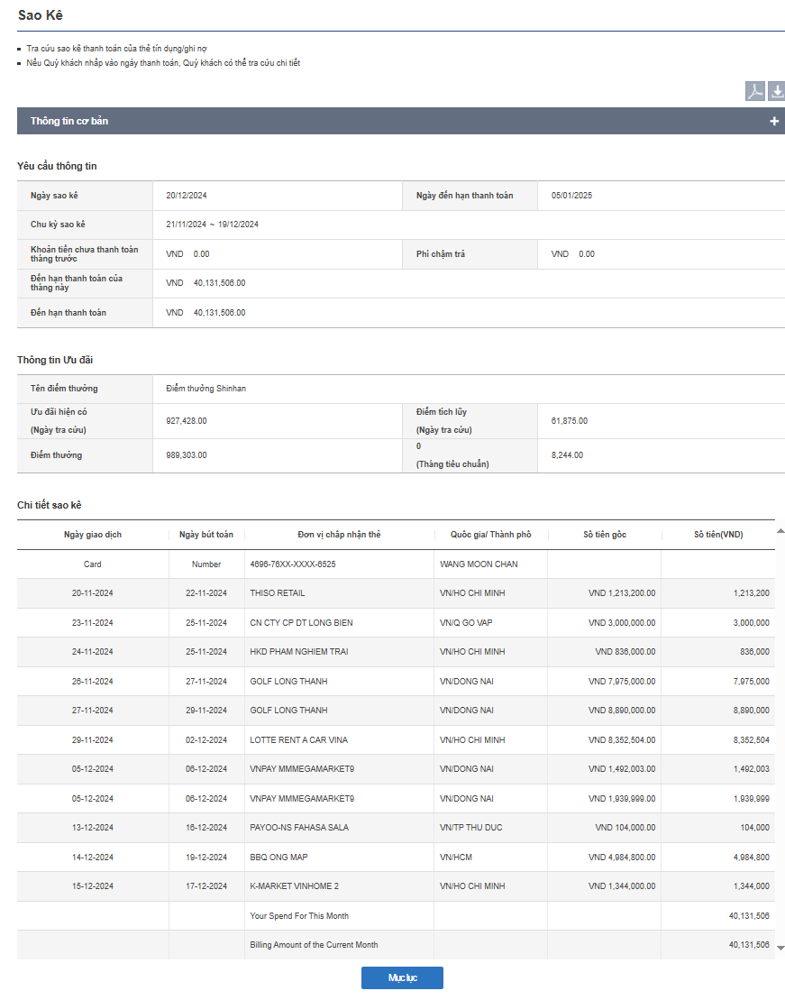 Sao Kê
Tra cứu sao kê thanh toán của thẻ tín dụng/ghi nợ
Nếu Quý khách nhấp vào ngày thanh toán, Quý khách có thể tra cứu chi tiết
Thông tin cơ bản +
Yêu cầu thông tin
Ngày sao kê 20/12/2024 Ngày đến hạn thanh toán 05/01/2025
Chu kỳ sao kê 21/11/2024 ~ 19/12/2024
Khoản tiền chưa thanh toán
tháng trước VND 0.00 Phí chậm trả VND 0.00
Đến hạn thanh toán của
tháng này VND 40,131,506.00
Đến hạn thanh toán VND 40,131,506.00
Thông tin Ưu đãi
Tên điểm thưởng Điểm thưởng Shinhan
Ưu đãi hiện có
(Ngày tra cứu) 927,428.00 Điểm tích lũy
(Ngày tra cứu) 61,875.00
Điểm thưởng 989,303.00 0
(Tháng tiêu chuẩn) 8,244.00
Chi tiết sao kê
Ngày giao dịch Ngày bút toán Đơn vị chấp nhận thẻ Quốc gia/ Thành phố Số tiền gốc Số tiền(VND)
Card Number 4696-76XX-XXXX-6525 WANG MOON CHAN
20-11-2024 22-11-2024 THISO RETAIL VN/HO CHI MINH VND 1,213,200.00 1,213,200
23-11-2024 25-11-2024 CN CTY CP DT LONG BIEN VN/Q GO VAP VND 3,000,000.00 3,000,000
24-11-2024 25-11-2024 HKD PHAM NGHIEM TRAI VN/HO CHI MINH VND 836,000.00 836,000
26-11-2024 27-11-2024 GOLF LONG THANH VN/DONG NAI VND 7,975,000.00 7,975,000
27-11-2024 29-11-2024 GOLF LONG THANH VN/DONG NAI VND 8,890,000.00 8,890,000
29-11-2024 02-12-2024 LOTTE RENT A CAR VINA VN/HO CHI MINH VND 8,352,504.00 8,352,504
05-12-2024 06-12-2024 VNPAY MMMEGAMARKET9 VN/DONG NAI VND 1,492,003.00 1,492,003
05-12-2024 06-12-2024 VNPAY MMMEGAMARKET9 VN/DONG NAI VND 1,939,999.00 1,939,999
13-12-2024 16-12-2024 PAYOO-NS FAHASA SALA VN/TP THU DUC VND 104,000.00 104,000
14-12-2024 19-12-2024 BBQ ONG MAP VN/HCM VND 4,984,800.00 4,984,800
15-12-2024 17-12-2024 K-MARKET VINHOME 2 VN/HO CHI MINH VND 1,344,000.00 1,344,000
Your Spend For This Month 40,131,506
Billing Amount of the Current Month 40,131,506
Mục lục